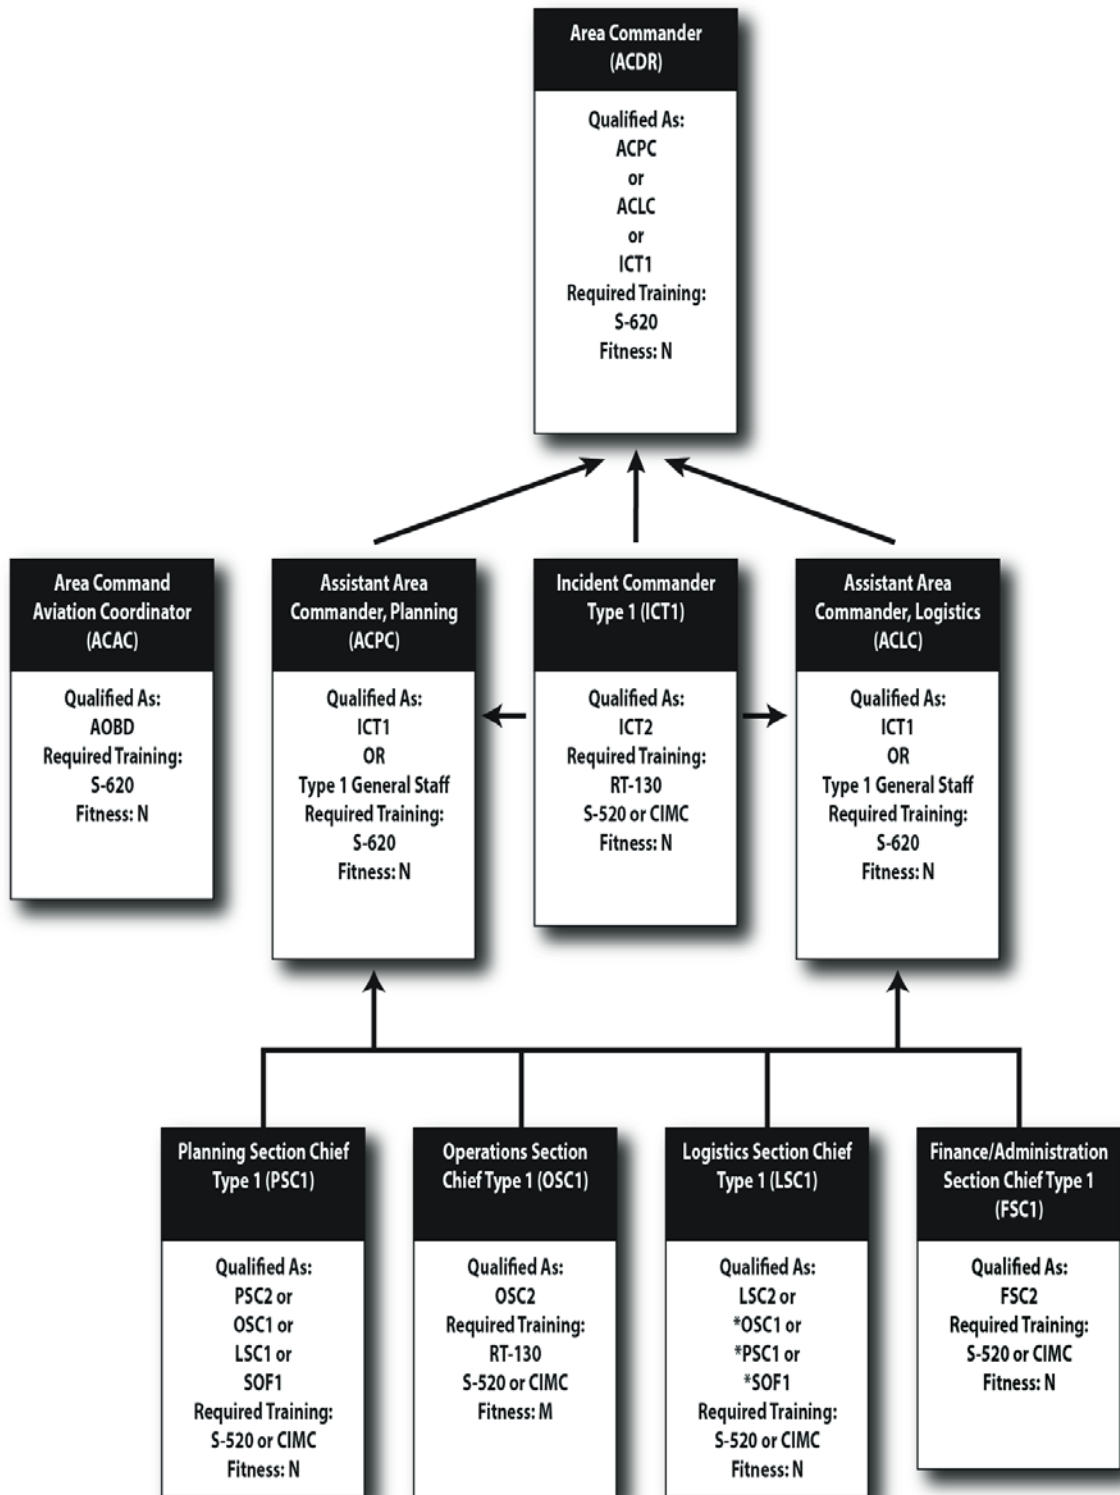 Area Commander
(ACDR)
Qualified As:
ACPC
or
ACLC
or
ICT1
Required Training:
S-620
Fitness: N
Area Command
Aviation Coordinator
(ACAC)
Qualified As:
AOBD
Required Training:
S-620
Fitness: N
Assistant Area
Commander, Planning
(ACPC)
Qualified As:
ICT1
OR
Type 1 General Staff
Required Training:
S-620
Fitness: N
Incident Commander
Type 1 (ICT1)
Qualified As:
ICT2
Required Training:
RT-130
S-520 or CIMC
Fitness: N
Assistant Area
Commander, Logistics
(ACLC)
Qualified As:
ICT1
OR
Type 1 General Staff
Required Training:
S-620
Fitness: N
Planning Section Chief
Type 1 (PSC1)
Qualified As:
PSC2 or
OSC1 or
LSC1 or
SOF1
Required Training:
S-520 or CIMC
Fitness: N
Operations Section
Chief Type 1 (OSC1)
Qualified As:
OSC2
Required Training:
RT-130
S-520 or CIMC
Fitness: M
Logistics Section Chief
Type 1 (LSC1)
Qualified As:
LSC2 or
*OSC1 or
*PSC1 or
*SOF1
Required Training:
S-520 or CIMC
Fitness: N
Finance/Administration
Section Chief Type 1
(FSC1)
Qualified As:
FSC2
Required Training:
S-520 or CIMC
Fitness: N